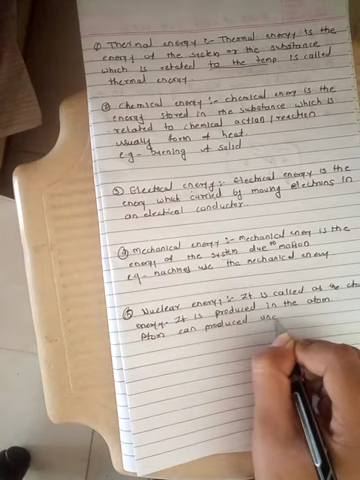 ① Thermal energy :- Thermal energy is the
energy of the system or the substance
which is related to the temp. is called
thermal energy.
② Chemical energy :- chemical enery is the
energy stored in the substance which is
related to chemical action / reaction
usually form of heat.
e.g - burning of solid
③ Electrical energy :- Electrical energy is the
enery which carried by moving electrons in
an electrical conductor.
④ Mechanical energy :- Mechanical enery is the
energy of the system due to motion
e.g. machines use the mechanical energy
⑤ Nuclear energy :- It is called as the
energy. It is produced in the atom.
Atom can produced